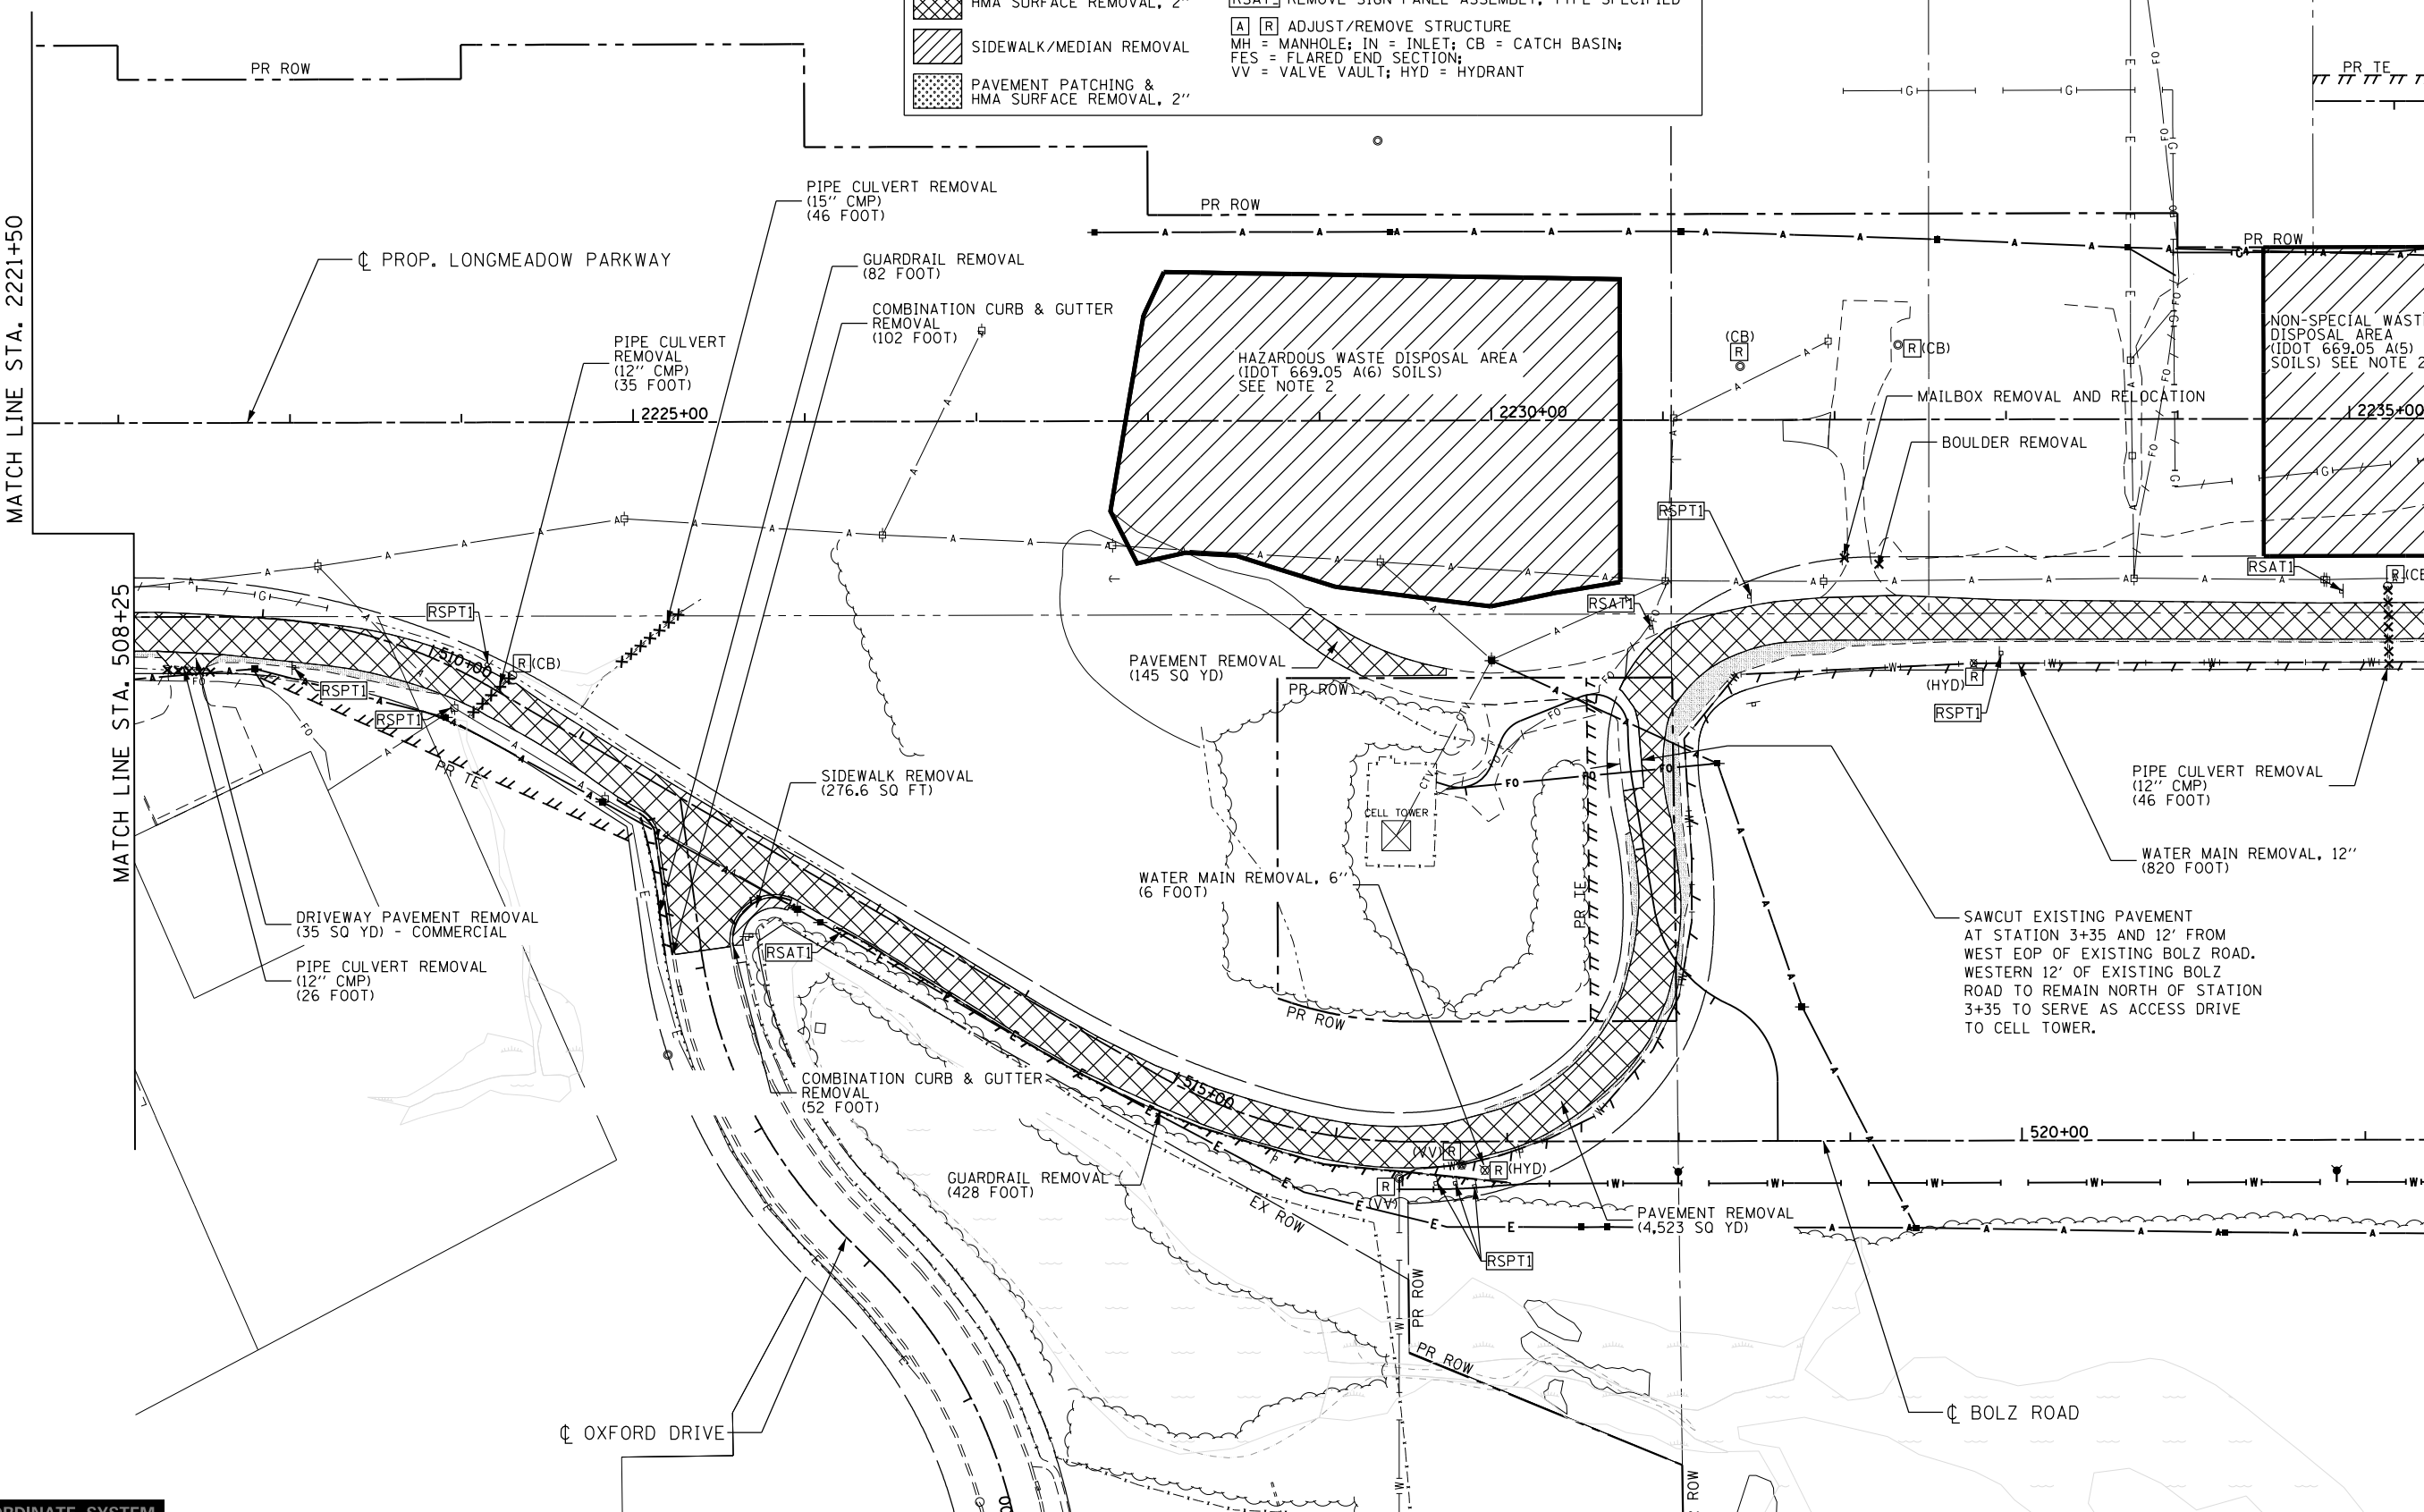 SIDEWALK/MEDIAN REMOVAL
PAVEMENT PATCHING &
HMA SURFACE REMOVAL, 2"
A R ADJUST/REMOVE STRUCTURE
MH = MANHOLE; IN = INLET; CB = CATCH BASIN;
FES = FLARED END SECTION;
VV = VALVE VAULT; HYD = HYDRANT
PR ROW
PR TE
MATCH LINE STA. 2221+50
℄ PROP. LONGMEADOW PARKWAY
PIPE CULVERT REMOVAL
(15" CMP)
(46 FOOT)
PR ROW
PR ROW
GUARDRAIL REMOVAL
(82 FOOT)
COMBINATION CURB & GUTTER
REMOVAL
(102 FOOT)
PIPE CULVERT
REMOVAL
(12" CMP)
(35 FOOT)
HAZARDOUS WASTE DISPOSAL AREA
(IDOT 669.05 A(6) SOILS)
SEE NOTE 2
(CB)
R
R (CB)
NON-SPECIAL WAST
DISPOSAL AREA
(IDOT 669.05 A(5)
SOILS) SEE NOTE 2
MAILBOX REMOVAL AND RELOCATION
2225+00
2230+00
2235+00
BOULDER REMOVAL
RSPT1
RSAT1
R
MATCH LINE STA. 508+25
RSPT1
RSAT1
510+00
R (CB)
RSPT1
RSPT1
PAVEMENT REMOVAL
(145 SQ YD)
PR ROW
(HYD) R
RSPT1
PR TE
SIDEWALK REMOVAL
(276.6 SQ FT)
CELL TOWER
PIPE CULVERT REMOVAL
(12" CMP)
(46 FOOT)
WATER MAIN REMOVAL, 12"
(820 FOOT)
WATER MAIN REMOVAL, 6"
(6 FOOT)
PR TE
DRIVEWAY PAVEMENT REMOVAL
(35 SQ YD) - COMMERCIAL
PIPE CULVERT REMOVAL
(12" CMP)
(26 FOOT)
RSAT1
SAWCUT EXISTING PAVEMENT
AT STATION 3+35 AND 12' FROM
WEST EOP OF EXISTING BOLZ ROAD.
WESTERN 12' OF EXISTING BOLZ
ROAD TO REMAIN NORTH OF STATION
3+35 TO SERVE AS ACCESS DRIVE
TO CELL TOWER.
PR ROW
COMBINATION CURB & GUTTER
REMOVAL
(52 FOOT)
515+00
520+00
GUARDRAIL REMOVAL
(428 FOOT)
(VV) R
R (HYD)
R
(VV)
EX ROW
PAVEMENT REMOVAL
(4,523 SQ YD)
RSPT1
PR ROW
PR ROW
℄ OXFORD DRIVE
℄ BOLZ ROAD
ROW